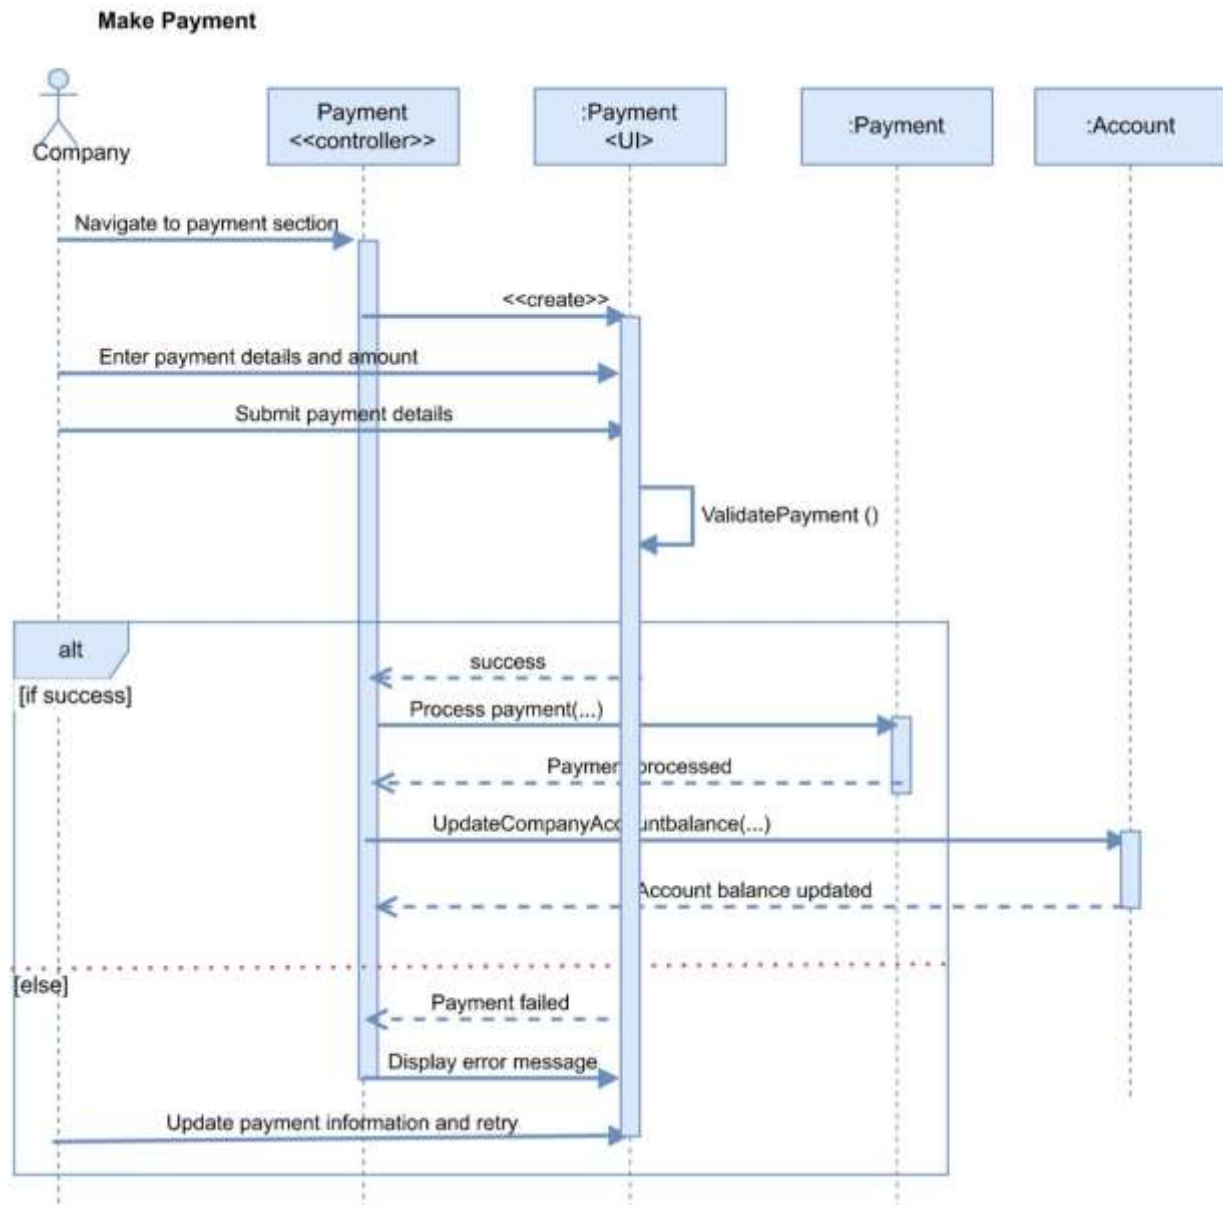 Make Payment
Company
Payment
<<controller>>
:Payment
<UI>
:Payment
:Account
Navigate to payment section
<<create>>
Enter payment details and amount
Submit payment details
ValidatePayment ()
alt
success
[if success]
Process payment(...)
Payment processed
UpdateCompanyAccountbalance(...)
Account balance updated
[else]
Payment failed
Display error message
Update payment information and retry